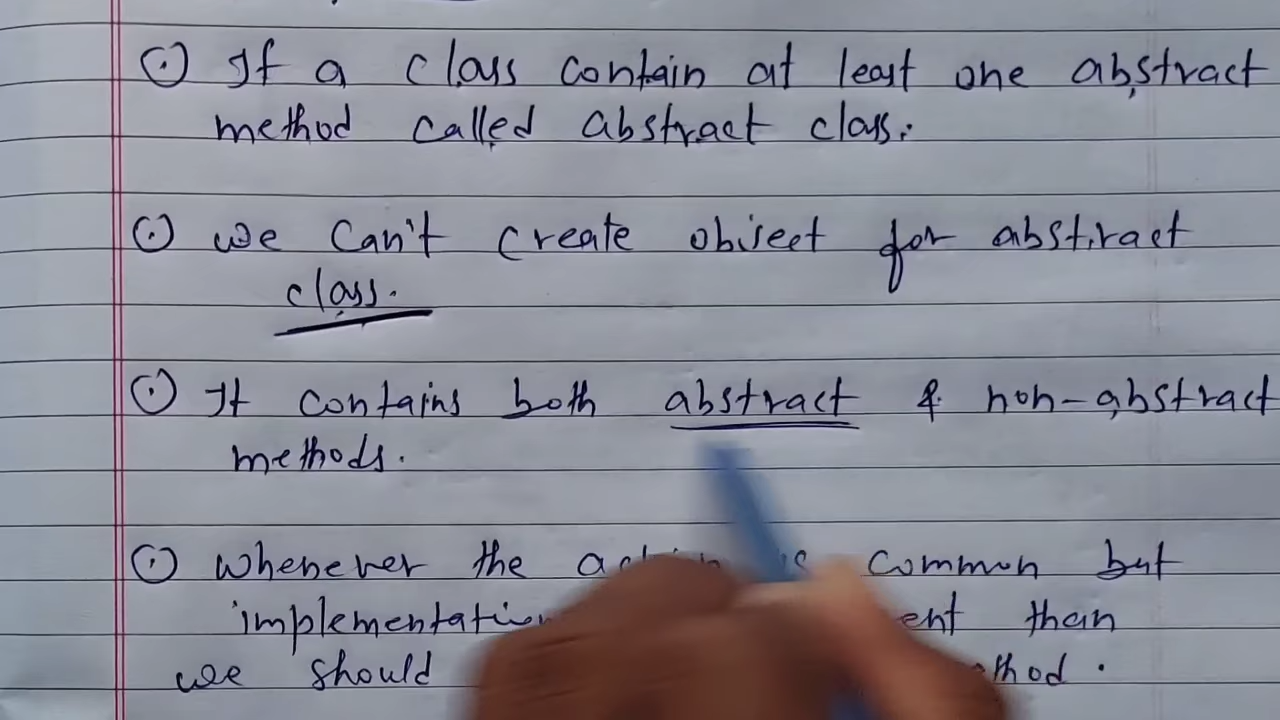 If a class contain at least one abstract
method called abstract class.
we can't create object for abstract
class.
It contains both abstract & non-abstract
methods.
whenever the is common but
than
we should